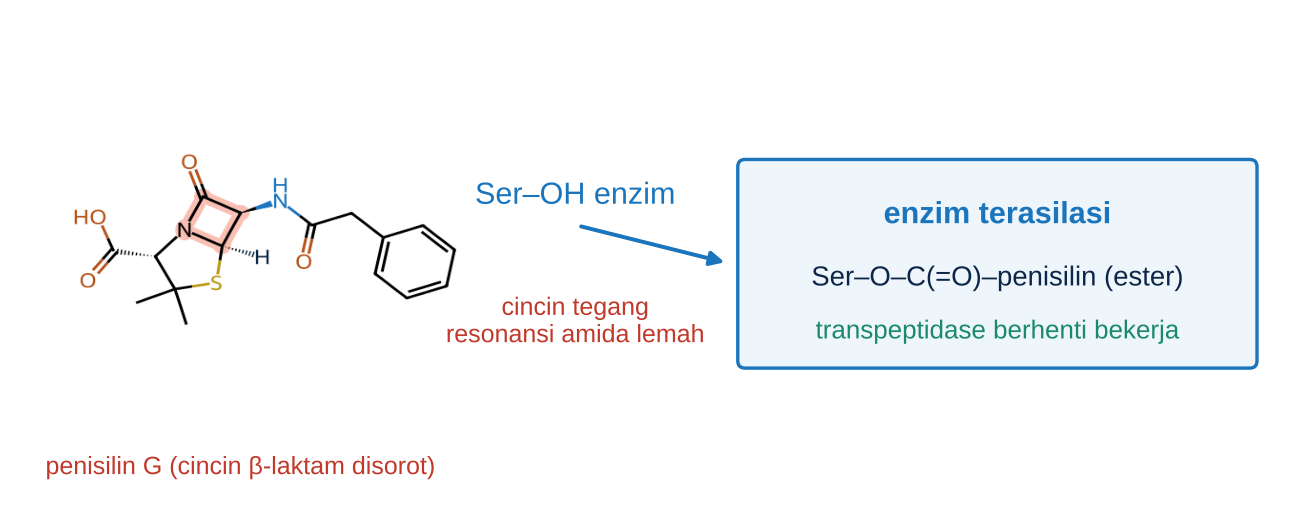 O
H
N
HO
N
H
O
O
S
Ser–OH enzim
cincin tegang
resonansi amida lemah
enzim terasilasi
Ser–O–C(=O)–penisilin (ester)
transpeptidase berhenti bekerja
penisilin G (cincin β-laktam disorot)